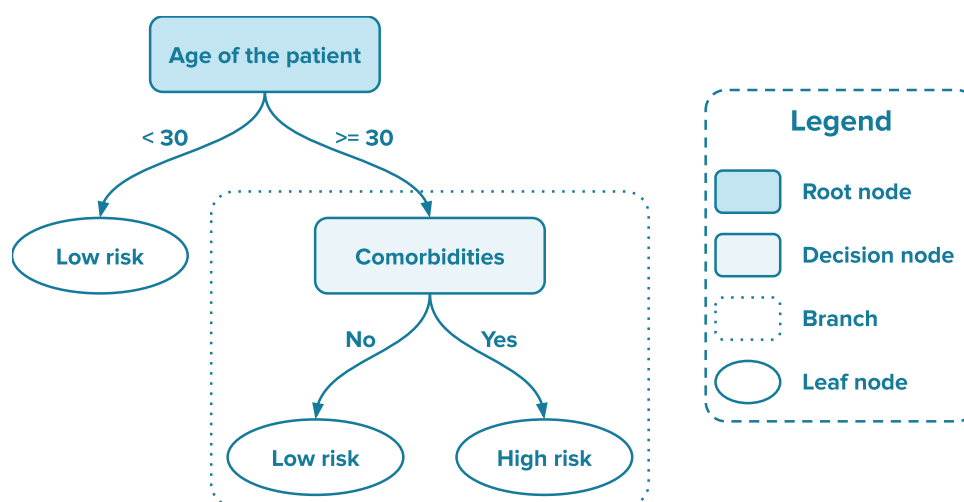 Age of the patient
< 30
>= 30
Low risk
Comorbidities
No
Yes
Low risk
High risk
Legend
Root node
Decision node
Branch
Leaf node